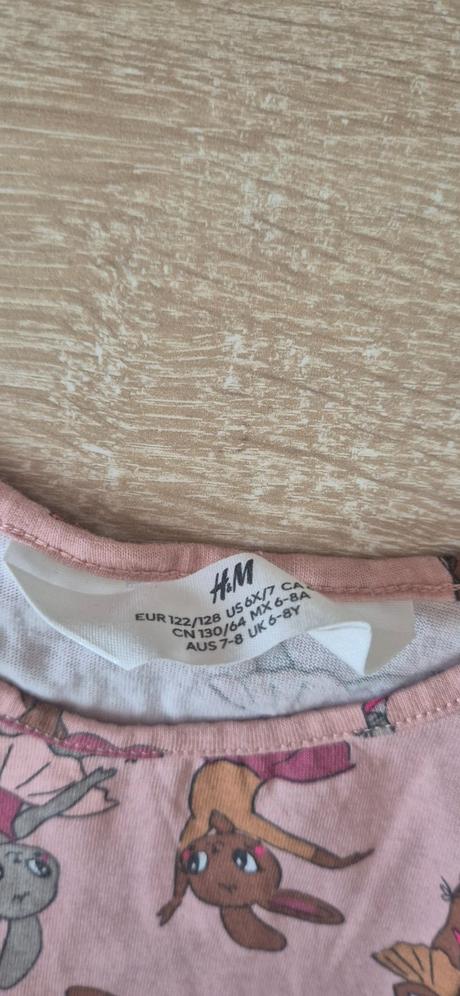 H&M
EUR 122/128 US 6X/7 CA
CN 130/64 MX 6-8A
AUS 7-8 UK 6-8Y